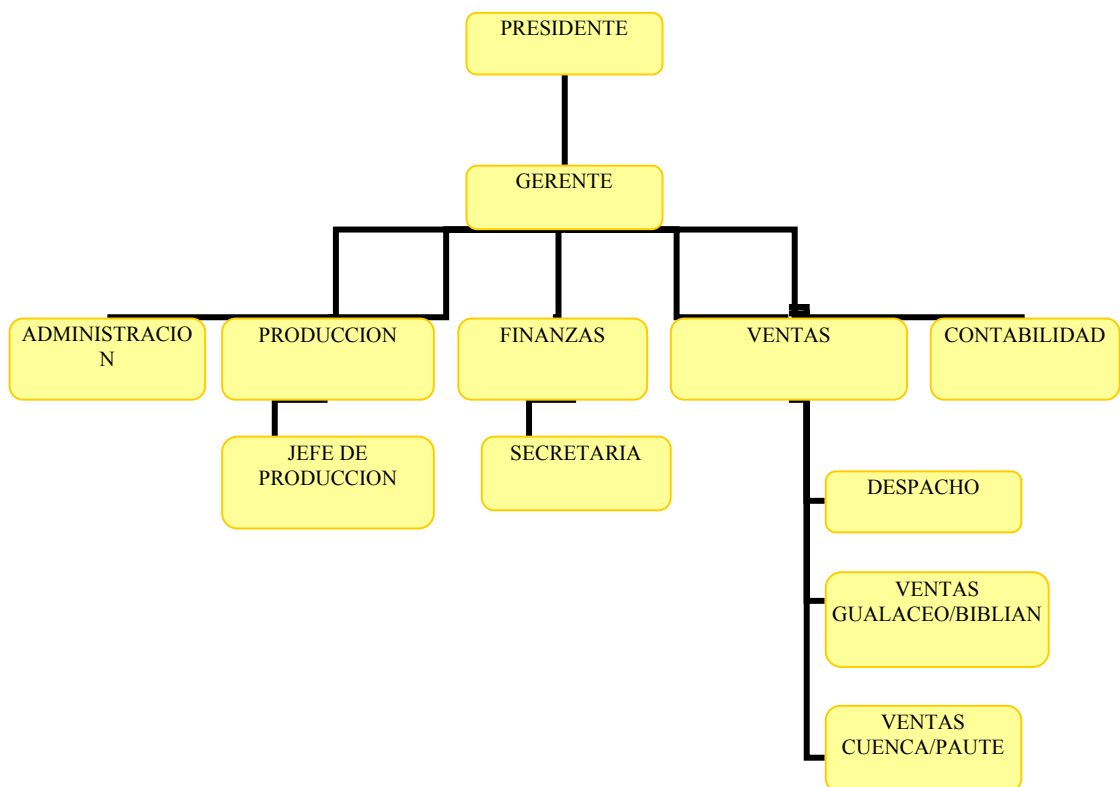 PRESIDENTE
GERENTE
ADMINISTRACIO
N
PRODUCCION
FINANZAS
VENTAS
CONTABILIDAD
JEFE DE
PRODUCCION
SECRETARIA
DESPACHO
VENTAS
GUALACEO/BIBLIAN
VENTAS
CUENCA/PAUTE